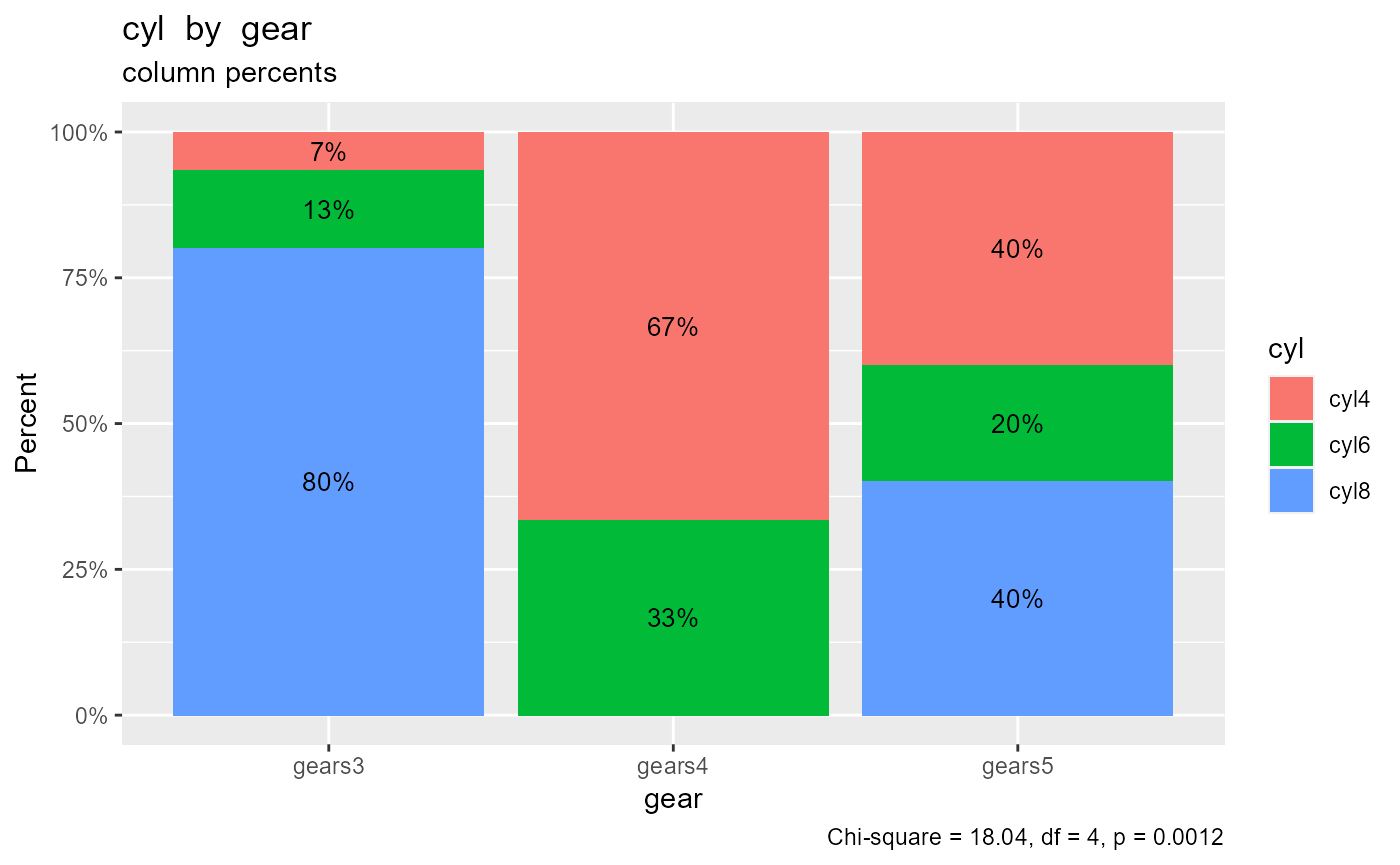 cyl  by  gear
column percents
100%
75%
50%
25%
0%
Percent
7%
13%
80%
67%
33%
40%
20%
40%
gears3
gears4
gears5
gear
cyl
cyl4
cyl6
cyl8
Chi-square = 18.04, df = 4, p = 0.0012